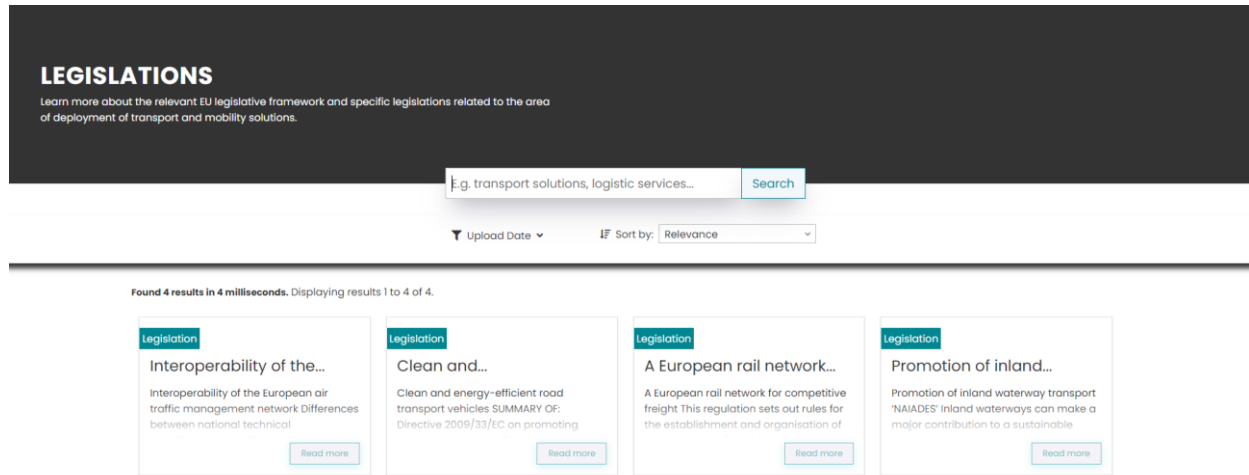 LEGISLATIONS
Learn more about the relevant EU legislative framework and specific legislations related to the area
of deployment of transport and mobility solutions.
E.g. transport solutions, logistic services...
Search
Upload Date
Sort by:
Relevance
Found 4 results in 4 milliseconds. Displaying results 1 to 4 of 4.
Legislation
Interoperability of the...
Interoperability of the European air
traffic management network Differences
between national technical
Read more
Legislation
Clean and...
Clean and energy-efficient road
transport vehicles SUMMARY OF:
Directive 2009/33/EC on promoting
Read more
Legislation
A European rail network...
A European rail network for competitive
freight This regulation sets out rules for
the establishment and organisation of
Read more
Legislation
Promotion of inland...
Promotion of inland waterway transport
'NAIADES' Inland waterways can make a
major contribution to a sustainable
Read more